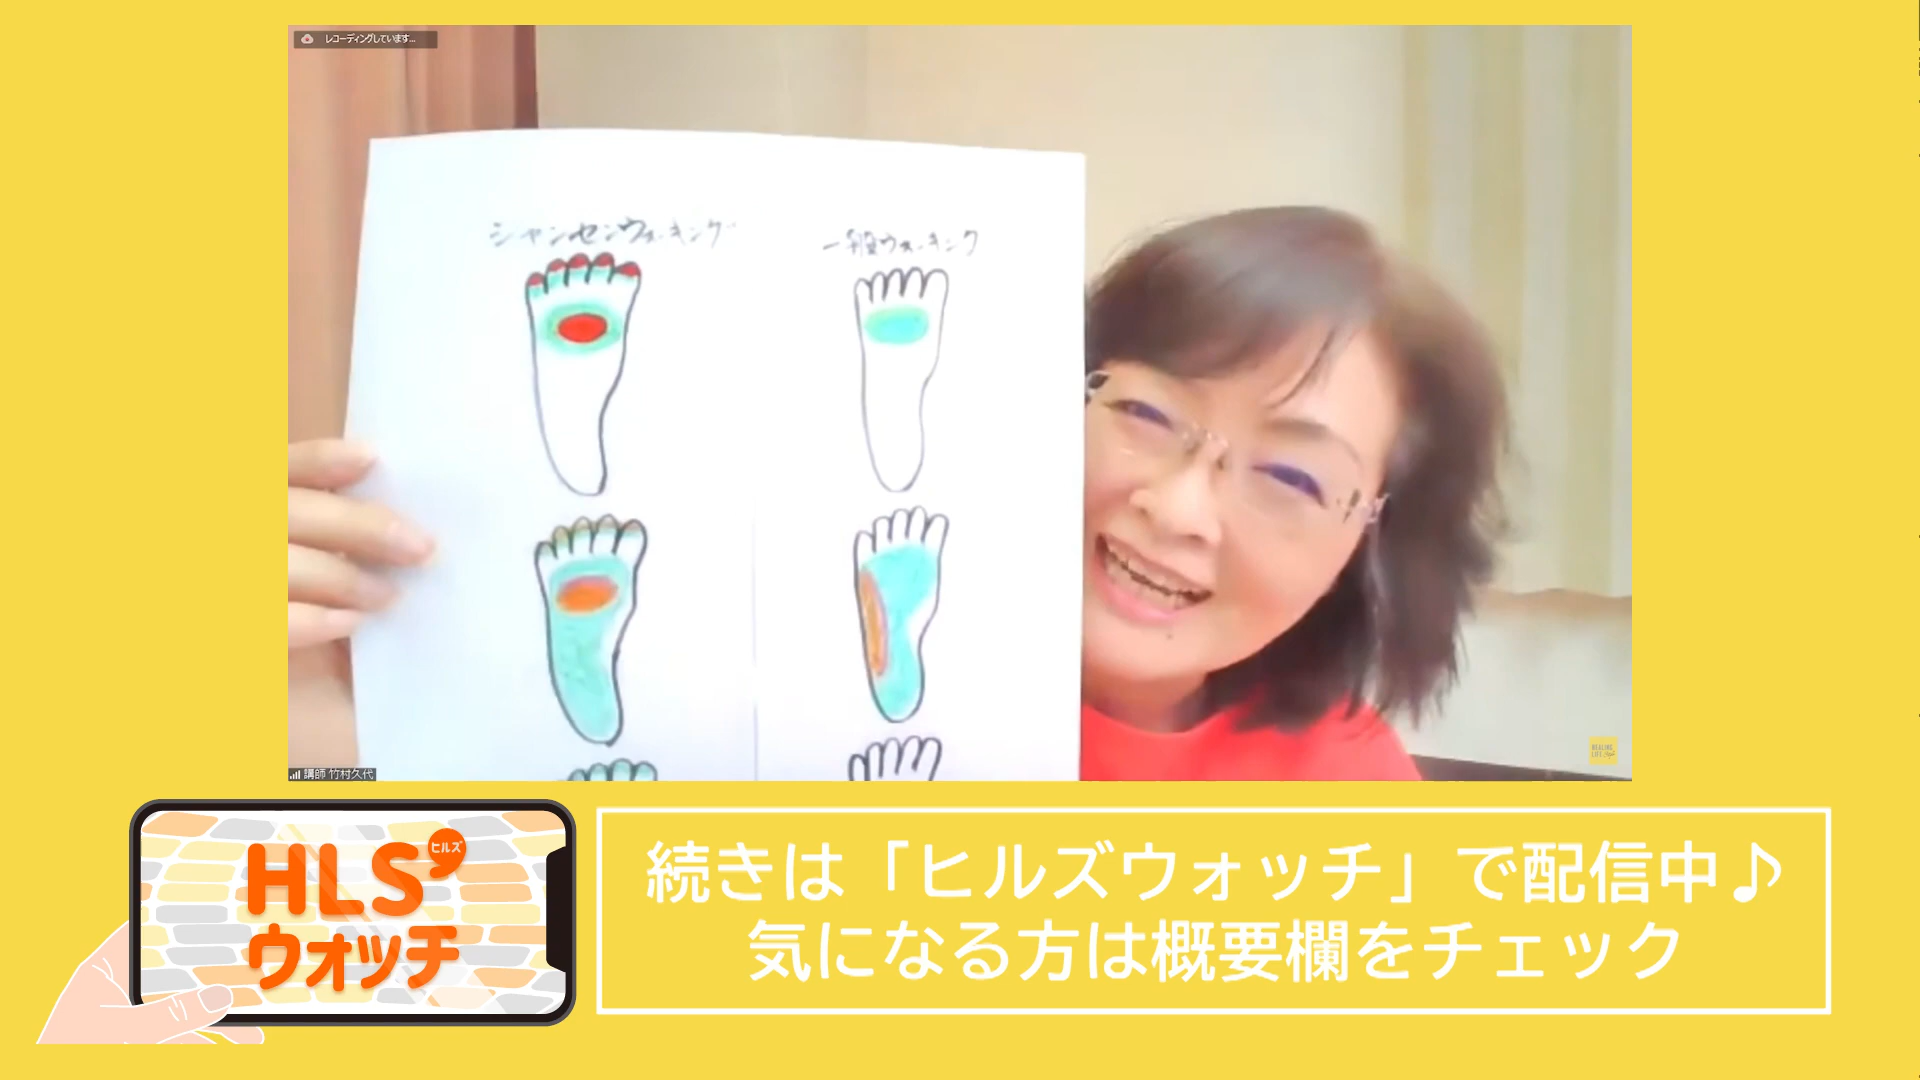 レコーディングしています...
シャンセンウォーキング
一般ウォーキング
HEALING
LIFE
講師 竹村久代
HLS
ヒルズ
ウォッチ
続きは「ヒルズウォッチ」で配信中♪
気になる方は概要欄をチェック